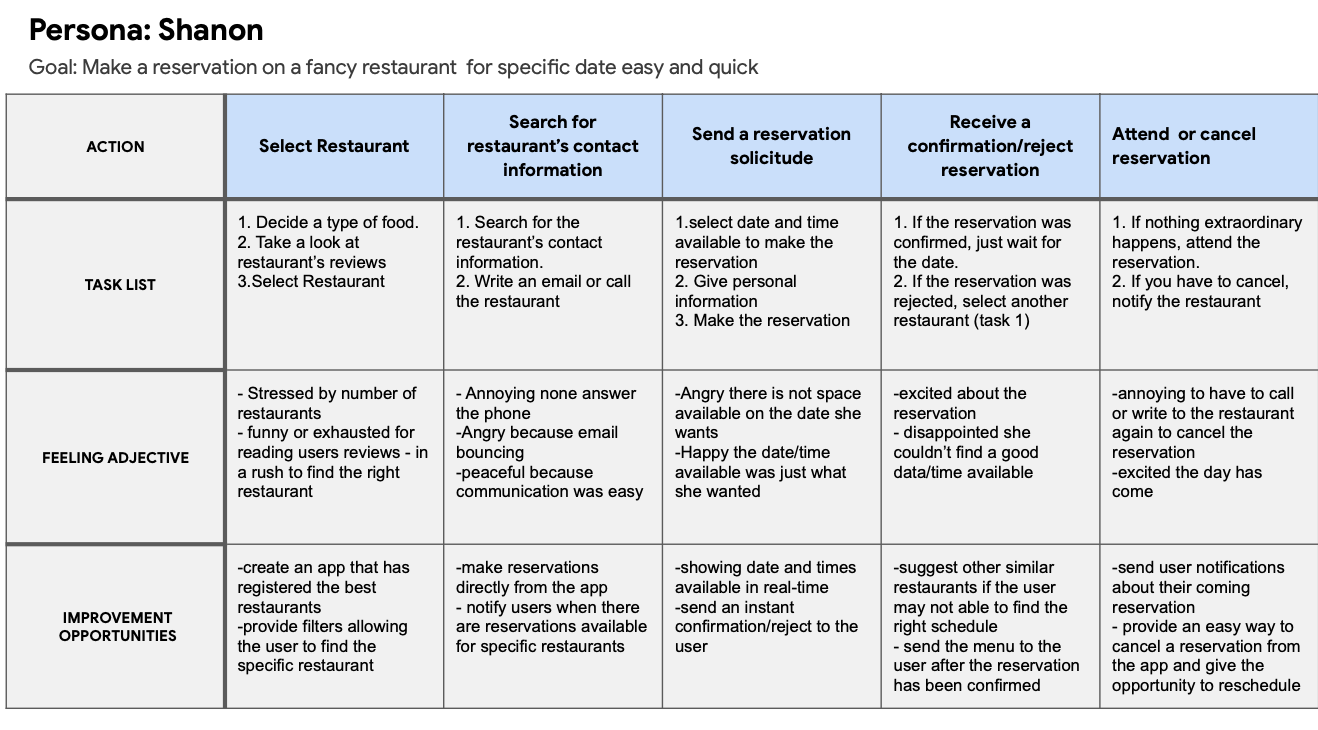 Persona: Shanon
Goal: Make a reservation on a fancy restaurant  for specific date easy and quick
ACTION
Select Restaurant
Search for
restaurant's contact
information
Send a reservation
solicitude
Receive a
confirmation/reject
reservation
Attend  or cancel
reservation
TASK LIST
1. Decide a type of food.
2. Take a look at
restaurant's reviews
3.Select Restaurant
1. Search for the
restaurant's contact
information.
2. Write an email or call
the restaurant
1.select date and time
available to make the
reservation
2. Give personal
information
3. Make the reservation
1. If the reservation was
confirmed, just wait for
the date.
2. If the reservation was
rejected, select another
restaurant (task 1)
1. If nothing extraordinary
happens, attend the
reservation.
2. If you have to cancel,
notify the restaurant
FEELING ADJECTIVE
- Stressed by number of
restaurants
- funny or exhausted for
reading users reviews - in
a rush to find the right
restaurant
- Annoying none answer
the phone
-Angry because email
bouncing
-peaceful because
communication was easy
-Angry there is not space
available on the date she
wants
-Happy the date/time
available was just what
she wanted
-excited about the
reservation
- disappointed she
couldn't find a good
data/time available
-annoying to have to call
or write to the restaurant
again to cancel the
reservation
-excited the day has
come
IMPROVEMENT
OPPORTUNITIES
-create an app that has
registered the best
restaurants
-provide filters allowing
the user to find the
specific restaurant
-make reservations
directly from the app
- notify users when there
are reservations available
for specific restaurants
-showing date and times
available in real-time
-send an instant
confirmation/reject to the
user
-suggest other similar
restaurants if the user
may not able to find the
right schedule
- send the menu to the
user after the reservation
has been confirmed
-send user notifications
about their coming
reservation
- provide an easy way to
cancel a reservation from
the app and give the
opportunity to reschedule